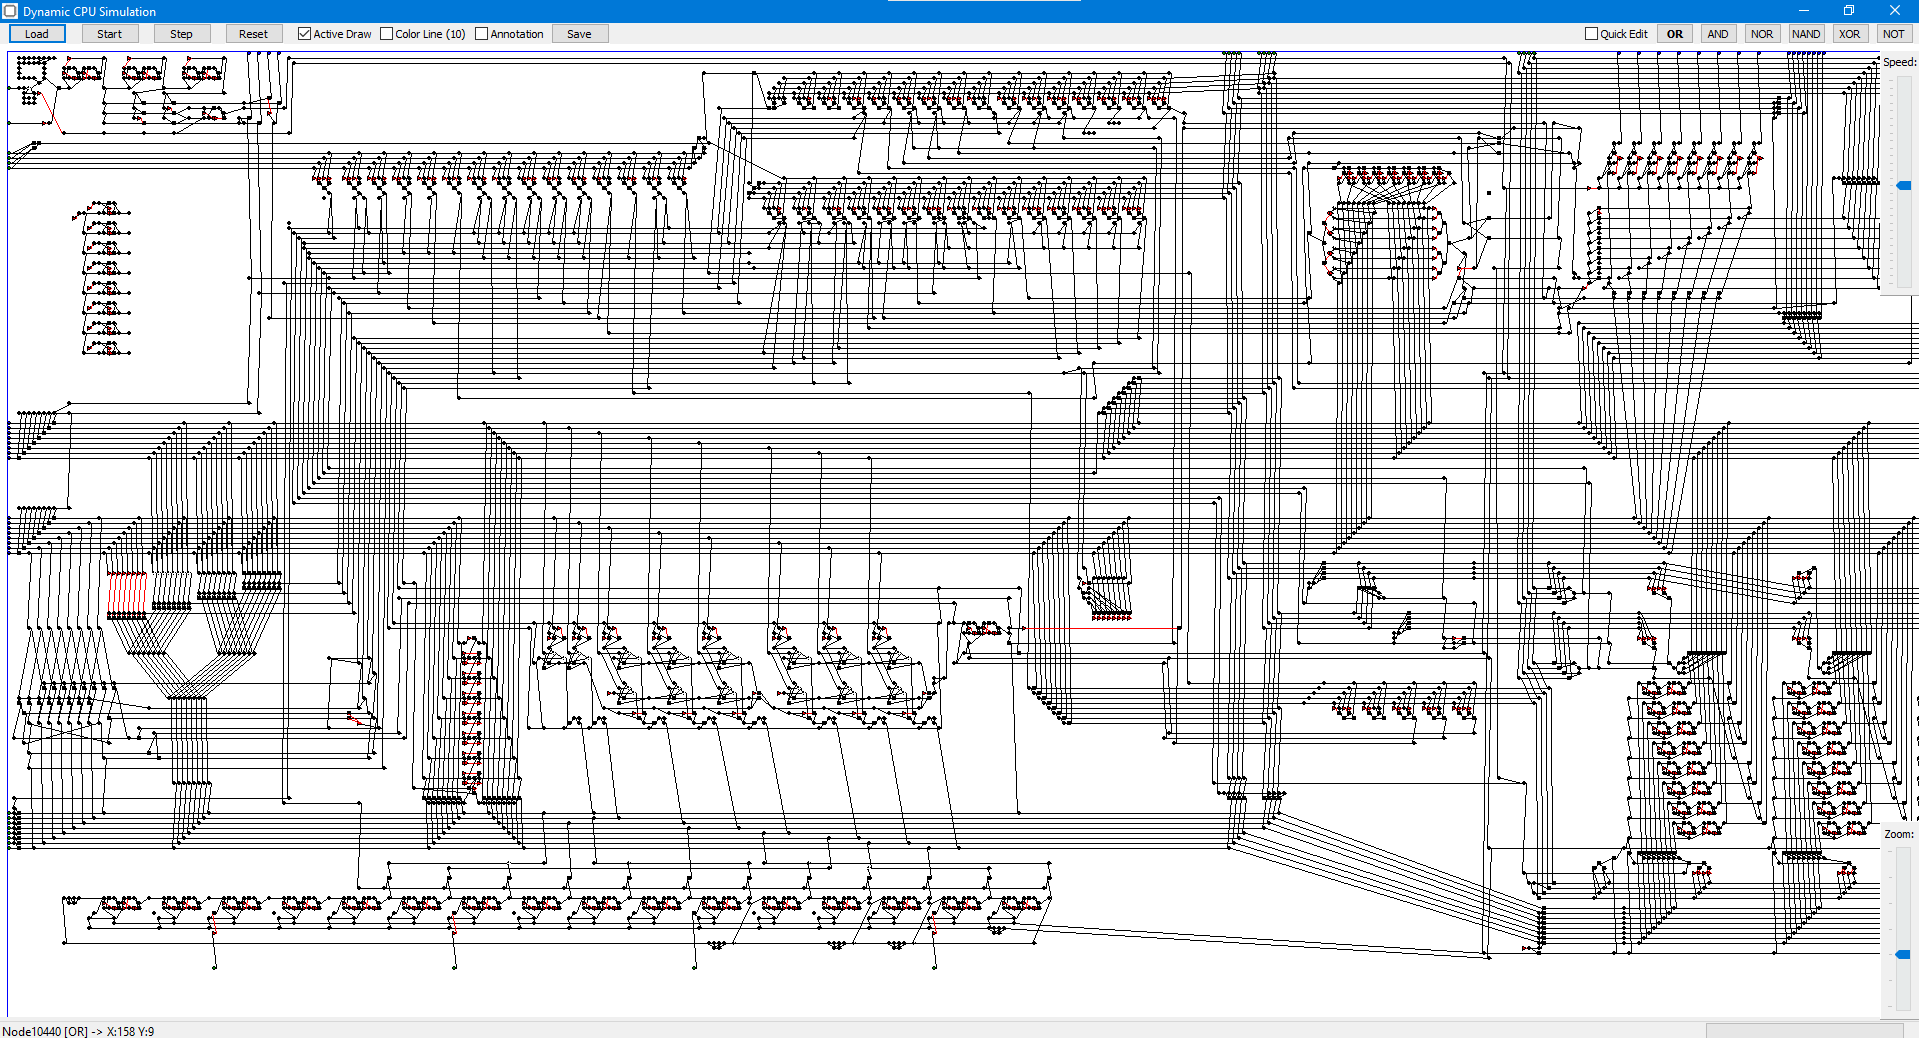 Dynamic CPU Simulation
Load Start Step Reset Active Draw Color Line (10) Annotation Save Quick Edit OR AND NOR NAND XOR NOT
Speed:
Zoom:
Node10440 [OR] -> X:158 Y:9